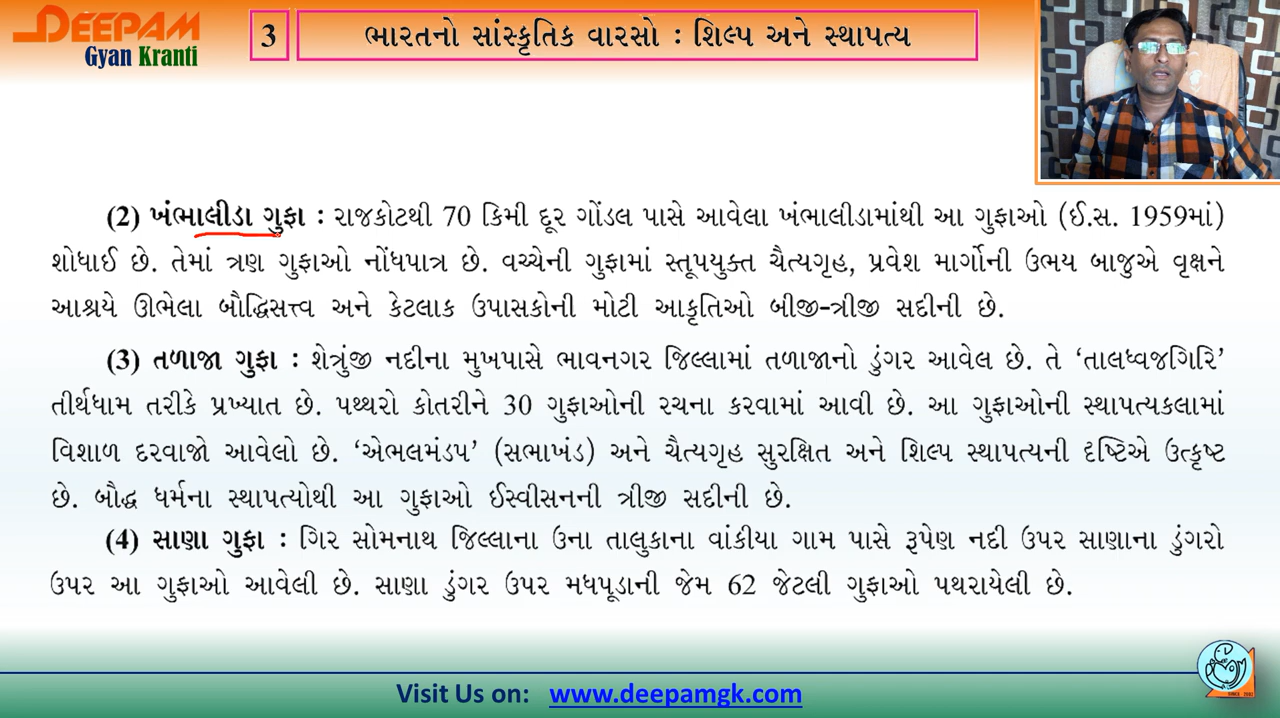 DEEPAM
Gyan Kranti
3
ભારતનો સાંસ્કૃતિક વારસો : શિલ્પ અને સ્થાપત્ય
(2) ખંભાલીડા ગુફા : રાજકોટથી 70 કિમી દૂર ગોંડલ પાસે આવેલા ખંભાલીડામાંથી આ ગુફાઓ (ઈ.સ. 1959માં)
શોધાઈ છે. તેમાં ત્રણ ગુફાઓ નોંધપાત્ર છે. વચ્ચેની ગુફામાં સ્તૂપયુક્ત ચૈત્યગૃહ, પ્રવેશ માર્ગોની ઉભય બાજુએ વૃક્ષને
આશ્રયે ઊભેલા બૌદ્ધિસત્ત્વ અને કેટલાક ઉપાસકોની મોટી આકૃતિઓ બીજી-ત્રીજી સદીની છે.
(3) તળાજા ગુફા : શેત્રુંજી નદીના મુખપાસે ભાવનગર જિલ્લામાં તળાજાનો ડુંગર આવેલ છે. તે ‘તાલધ્વજગિરિ’
તીર્થધામ તરીકે પ્રખ્યાત છે. પથ્થરો કોતરીને 30 ગુફાઓની રચના કરવામાં આવી છે. આ ગુફાઓની સ્થાપત્યકલામાં
વિશાળ દરવાજો આવેલો છે. ‘એભલમંડપ’ (સભાખંડ) અને ચૈત્યગૃહ સુરક્ષિત અને શિલ્પ સ્થાપત્યની દૃષ્ટિએ ઉત્કૃષ્ટ
છે. બૌદ્ધ ધર્મના સ્થાપત્યોથી આ ગુફાઓ ઈસ્વીસનની ત્રીજી સદીની છે.
(4) સાણા ગુફા : ગિર સોમનાથ જિલ્લાના ઉના તાલુકાના વાંકીયા ગામ પાસે રૂપેણ નદી ઉપર સાણાના ડુંગરો
ઉપર આ ગુફાઓ આવેલી છે. સાણા ડુંગર ઉપર મધપૂડાની જેમ 62 જેટલી ગુફાઓ પથરાયેલી છે.
Visit Us on: www.deepamgk.com